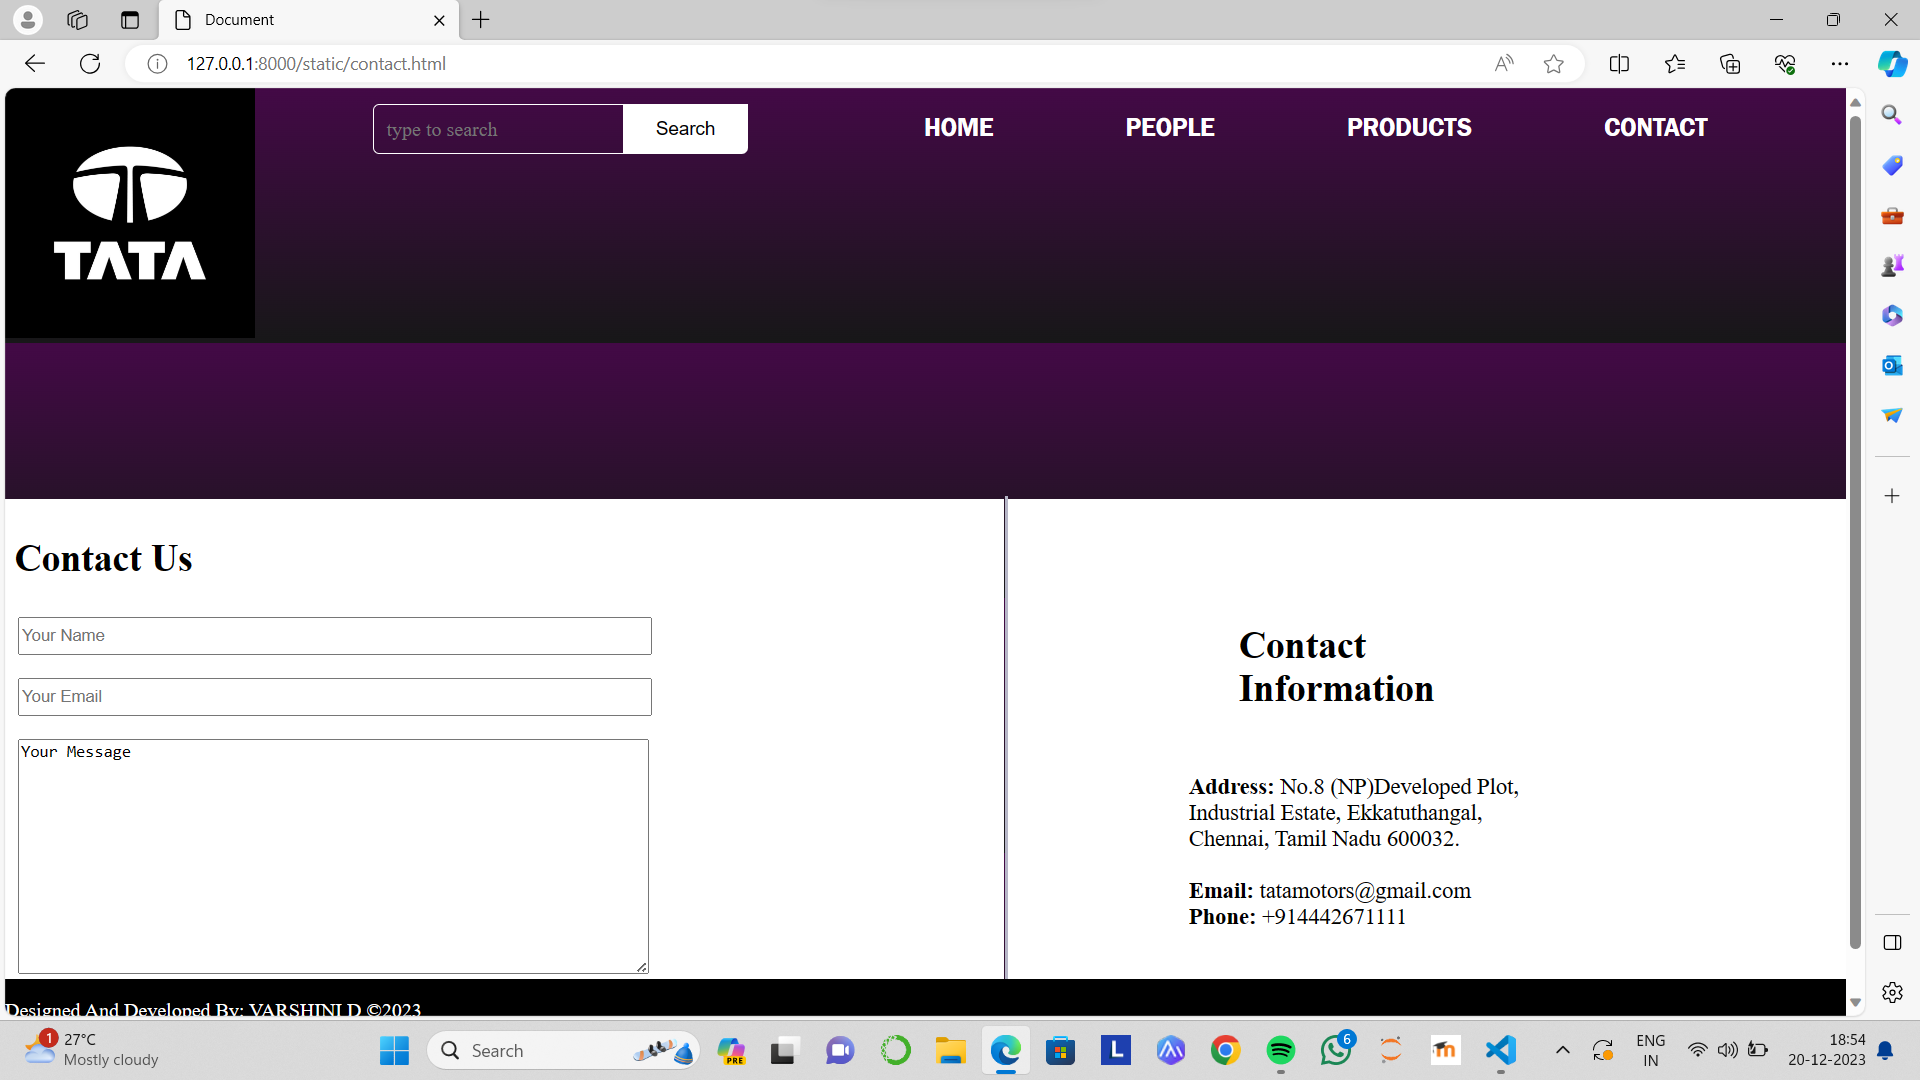 Document
127.0.0.1:8000/static/contact.html
type to search
Search
HOME
PEOPLE
PRODUCTS
CONTACT
TATA
Contact Us
Your Name
Your Email
Your Message
Contact
Information
Address: No.8 (NP)Developed Plot,
Industrial Estate, Ekkatuthangal,
Chennai, Tamil Nadu 600032.
Email: tatamotors@gmail.com
Phone: +914442671111
Designed And Developed By: VARSHINI D ©2023
1
27°C
Mostly cloudy
Search
PRE
L
6
m
ENG
IN
18:54
20-12-2023